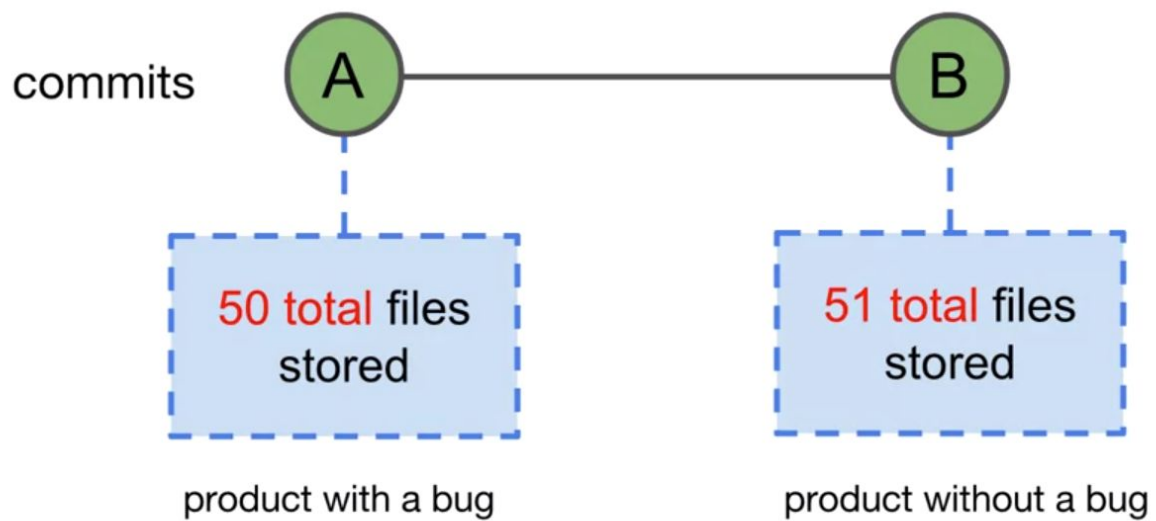 commits
A
B
50 total files
stored
51 total files
stored
product with a bug
product without a bug